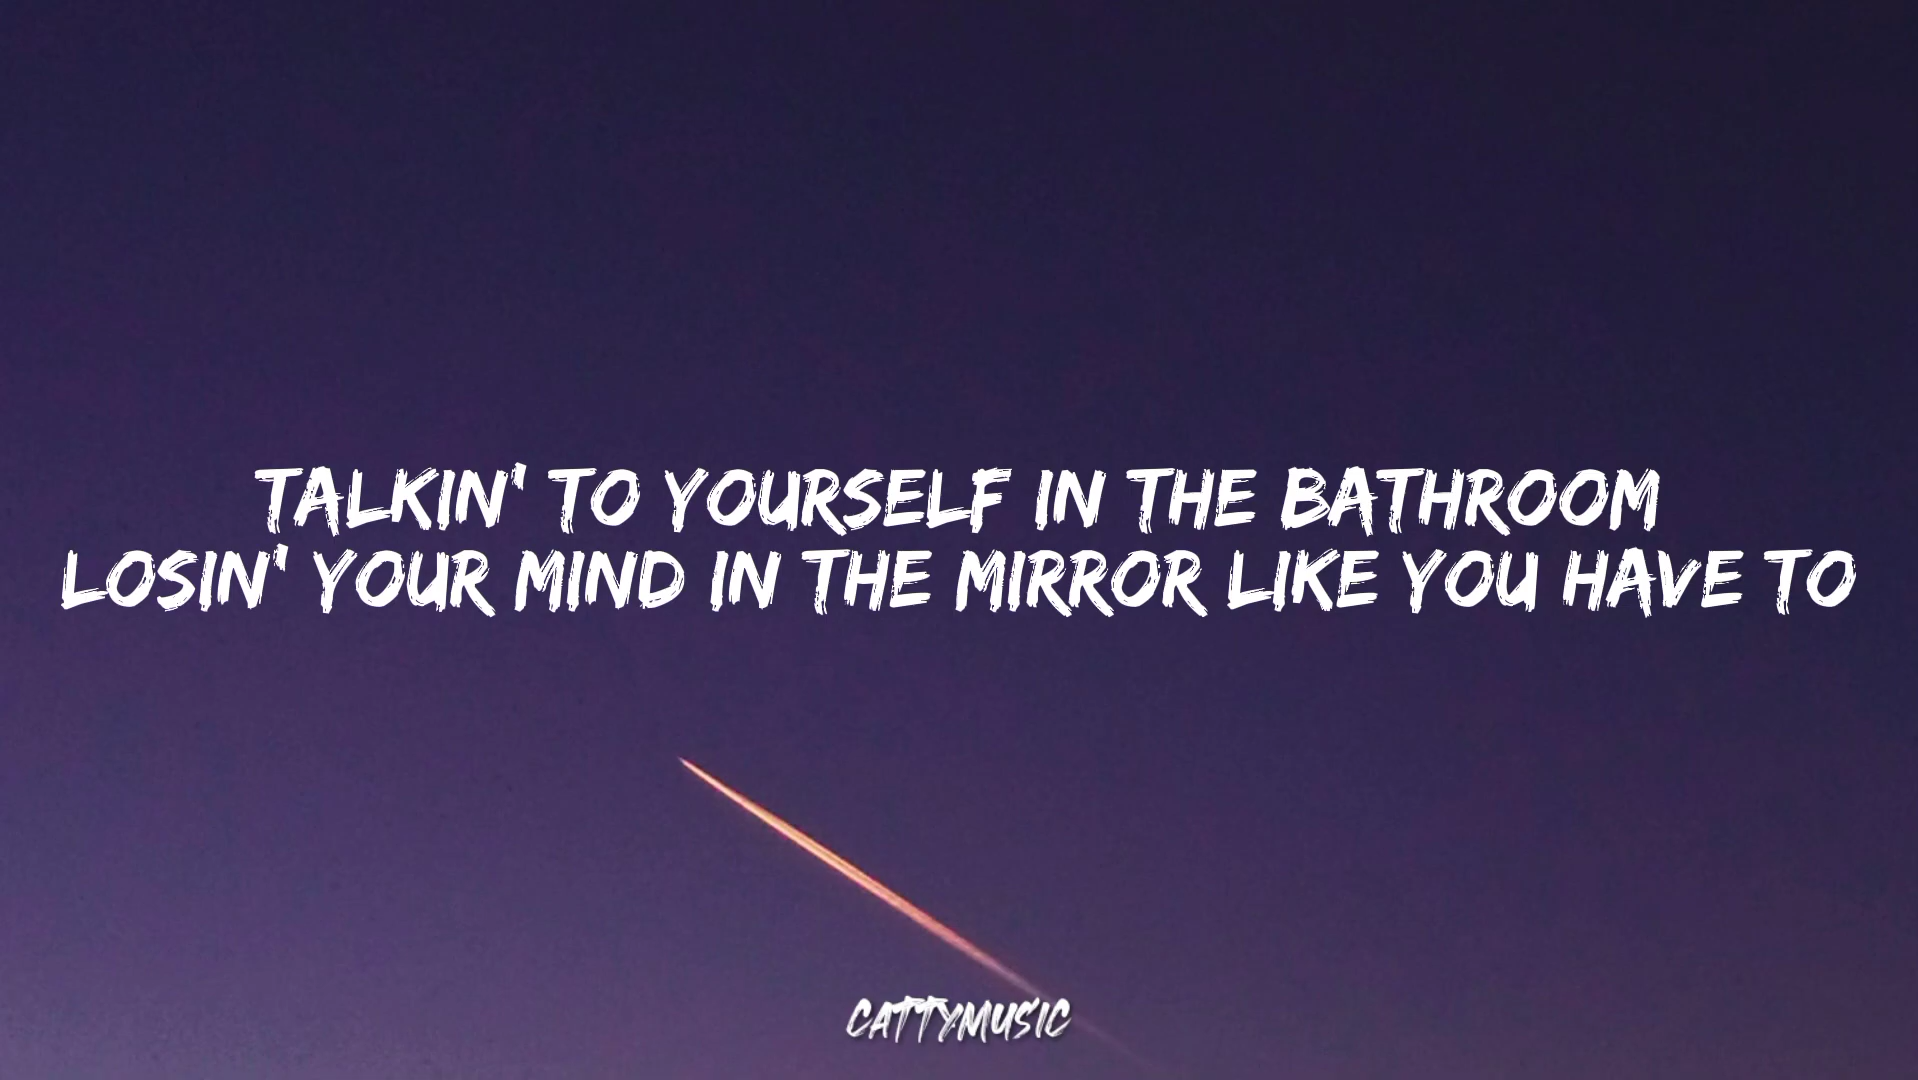 TALKIN' TO YOURSELF IN THE BATHROOM
LOSIN' YOUR MIND IN THE MIRROR LIKE YOU HAVE TO
CATTYMUSIC